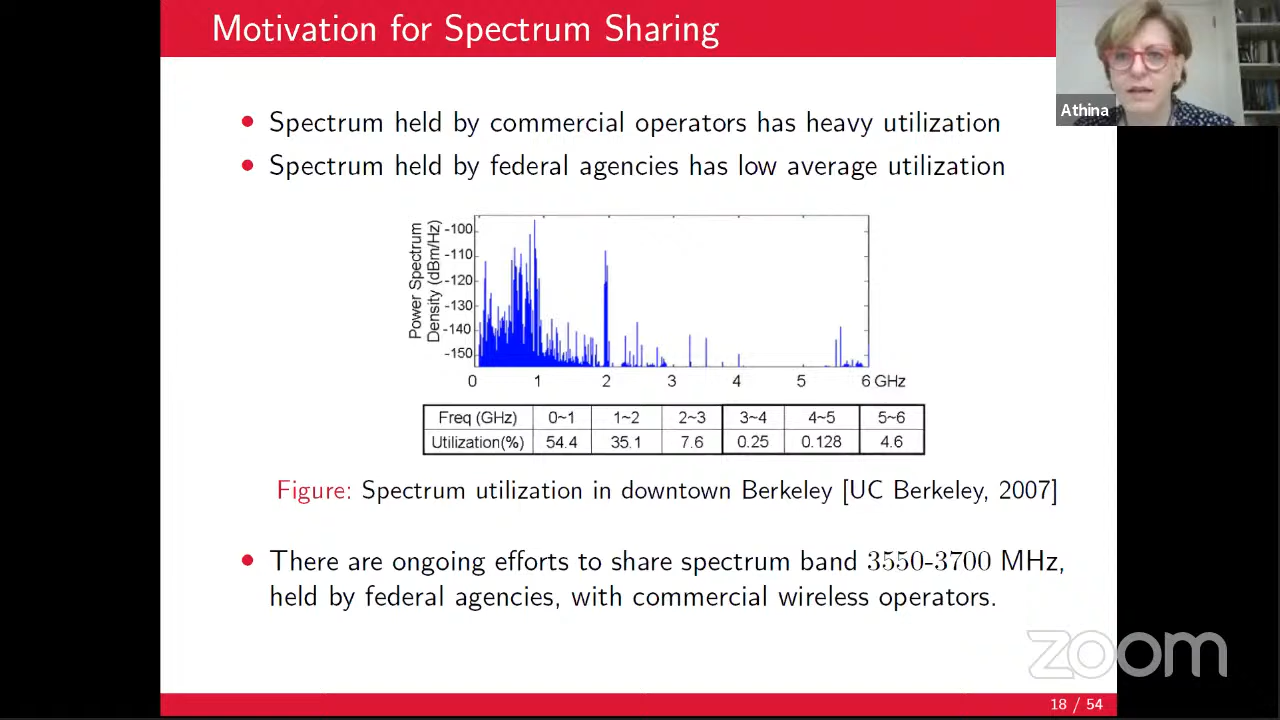 Motivation for Spectrum Sharing
Athina
• Spectrum held by commercial operators has heavy utilization
• Spectrum held by federal agencies has low average utilization
Power Spectrum
Density (dBm/Hz)
-100
-110
-120
-130
-140
-150
0 1 2 3 4 5 6 GHz
Freq (GHz) 0~1 1~2 2~3 3~4 4~5 5~6
Utilization(%) 54.4 35.1 7.6 0.25 0.128 4.6
Figure: Spectrum utilization in downtown Berkeley [UC Berkeley, 2007]
• There are ongoing efforts to share spectrum band 3550-3700 MHz,
held by federal agencies, with commercial wireless operators.
zoom
18 / 54